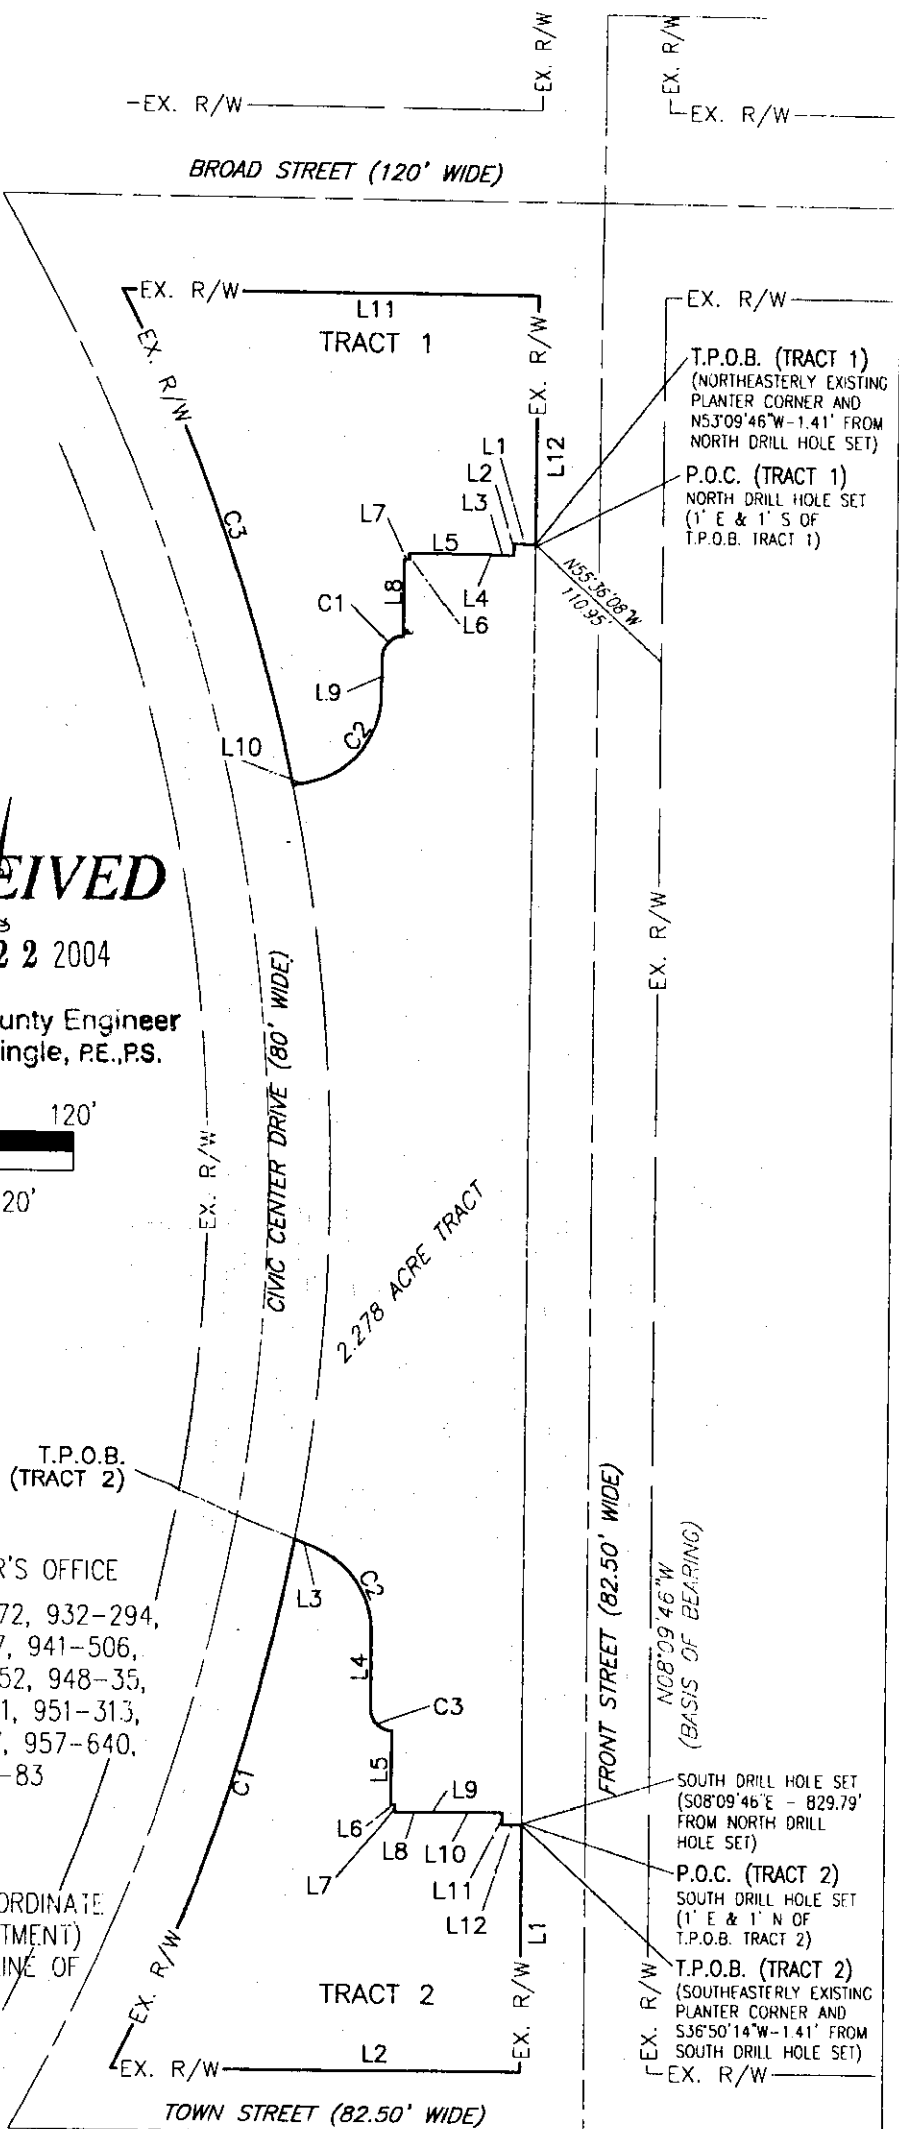 EX. R/W
EX. R/W
-EX. R/W
EX. R/W
BROAD STREET (120' WIDE)
EX. R/W
L11
EX. R/W
TRACT 1
EX. R/W
EX. R/W
T.P.O.B. (TRACT 1)
(NORTHEASTERLY EXISTING
PLANTER CORNER AND
N53°09'46"W-1.41' FROM
NORTH DRILL HOLE SET)
L1
L2
L3
L12
P.O.C. (TRACT 1)
NORTH DRILL HOLE SET
(1' E & 1' S OF
T.P.O.B. TRACT 1)
C3
L7
L5
L4
L6
L8
C1
N55°36'08"W
110.95'
L9
C2
L10
EIVED
22 2004
unty Engineer
ingle, P.E.,P.S.
120'
20'
EX. R/W
EX. R/W
CIVIC CENTER DRIVE (80' WIDE)
2.278 ACRE TRACT
T.P.O.B.
(TRACT 2)
R'S OFFICE
72, 932-294,
7, 941-506,
52, 948-35,
1, 951-313,
7, 957-640,
-83
L3
C2
L4
C3
L5
C1
L6
L7
L8
L9
L10
L11
L12
L1
FRONT STREET (82.50' WIDE)
N08°09'46"W
(BASIS OF BEARING)
SOUTH DRILL HOLE SET
(S08°09'46"E - 829.79'
FROM NORTH DRILL
HOLE SET)
P.O.C. (TRACT 2)
SOUTH DRILL HOLE SET
(1' E & 1' N OF
T.P.O.B. TRACT 2)
T.P.O.B. (TRACT 2)
(SOUTHEASTERLY EXISTING
PLANTER CORNER AND
S36°50'14"W-1.41' FROM
SOUTH DRILL HOLE SET)
ORDINATE
TMENT)
INE OF
EX. R/W
TRACT 2
EX. R/W
EX. R/W
EX. R/W
L2
EX. R/W
TOWN STREET (82.50' WIDE)